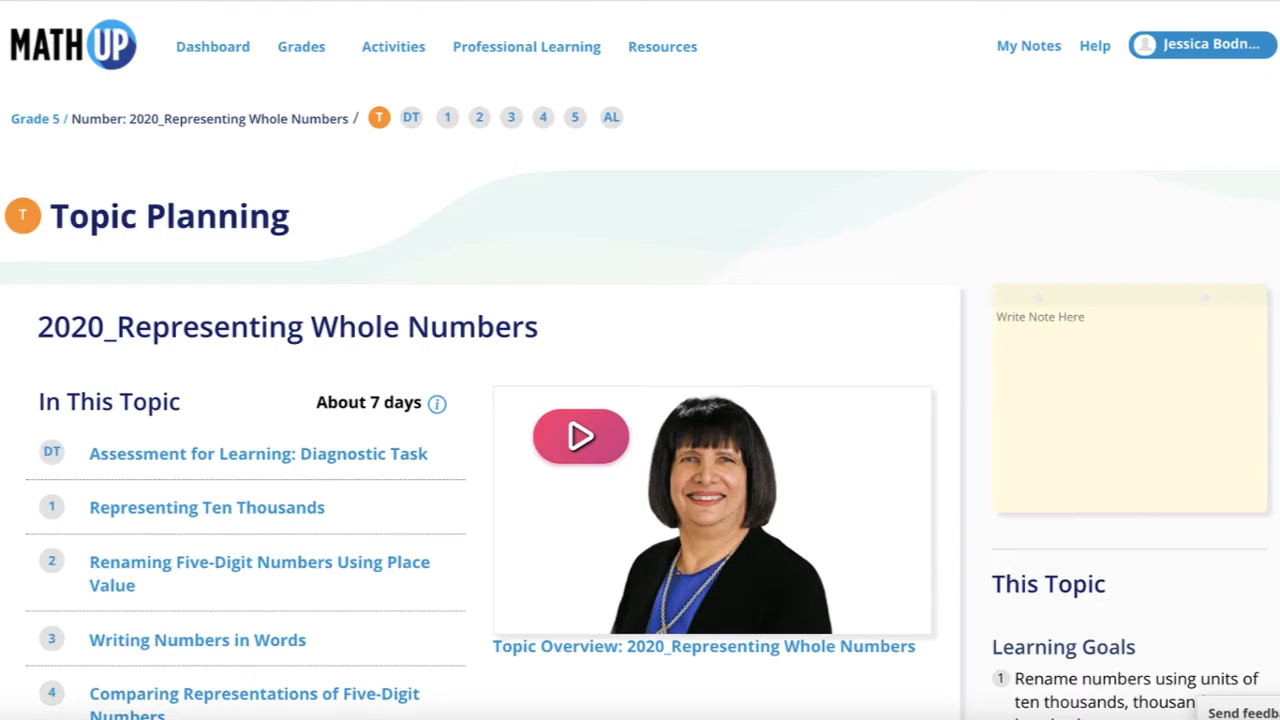 MATH UP
Dashboard Grades Activities Professional Learning Resources My Notes Help Jessica Bodn...
Grade 5 / Number: 2020_Representing Whole Numbers / T DT 1 2 3 4 5 AL
T Topic Planning
2020_Representing Whole Numbers
Write Note Here
In This Topic About 7 days i
DT Assessment for Learning: Diagnostic Task
1 Representing Ten Thousands
2 Renaming Five-Digit Numbers Using Place
Value
3 Writing Numbers in Words
4 Comparing Representations of Five-Digit
Numbers
Topic Overview: 2020_Representing Whole Numbers
This Topic
Learning Goals
1 Rename numbers using units of
ten thousands, thousan
Send feedb